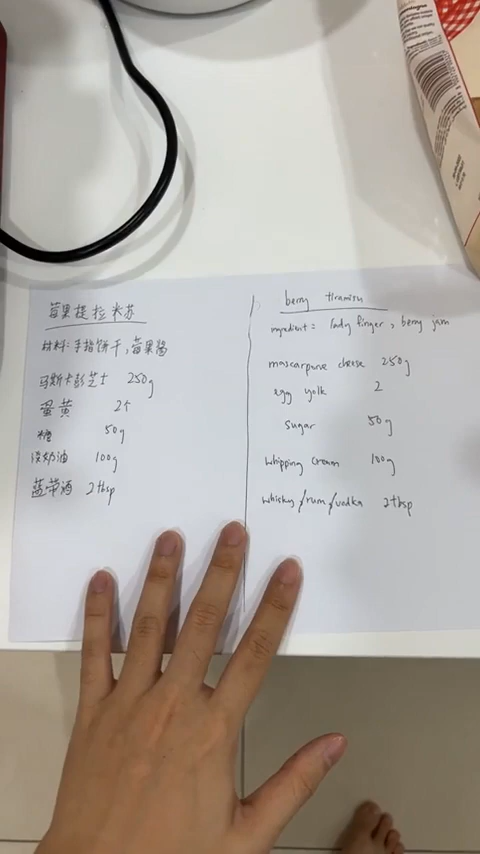 莓果提拉米苏
材料:手指饼干,莓果酱
马斯卡彭芝士 250g
蛋黄 2个
糖 50g
淡奶油 100g
蓝带酒 2tbsp
berry tiramisu
ingredient = lady finger, berry jam
mascarpone cheese 250g
egg yolk 2
sugar 50g
whipping cream 100g
whisky/rum/vodka 2tbsp